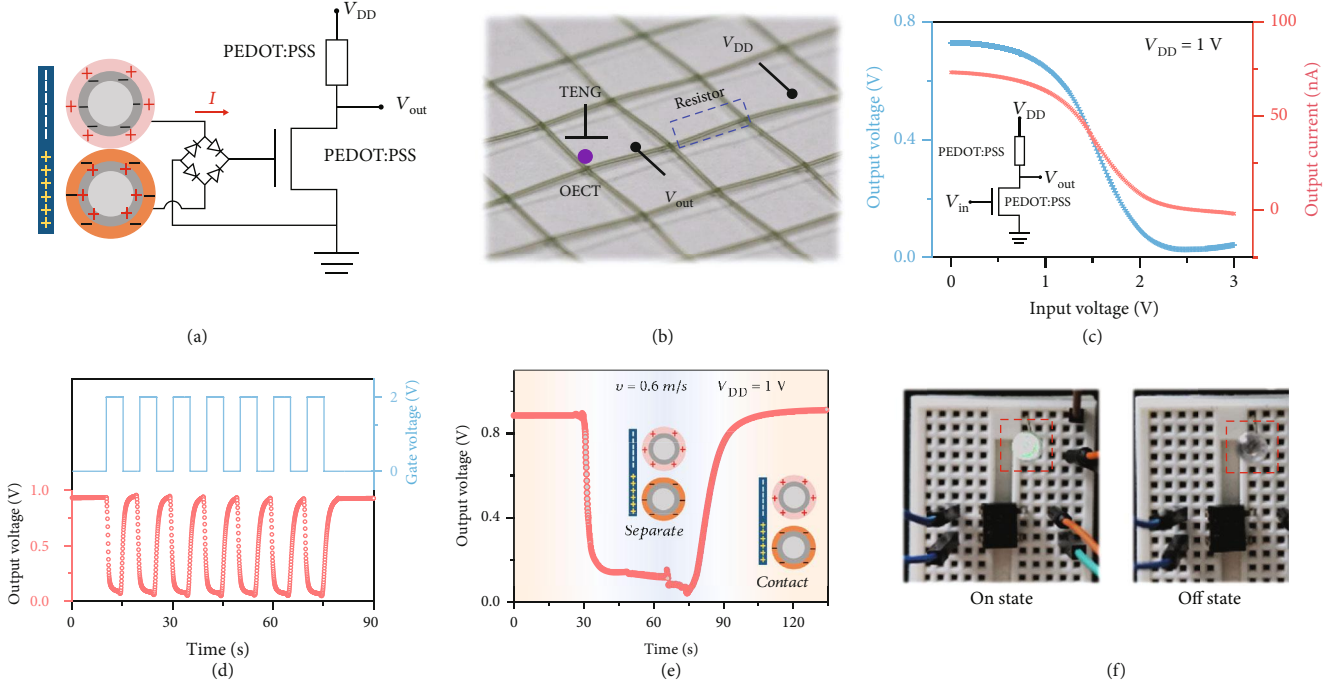 V_DD
PEDOT:PSS
I
V_out
PEDOT:PSS
(a)
V_DD
TENG
Resistor
OECT
V_out
(b)
0.8
100
V_DD = 1 V
Output voltage (V)
0.4
50
Output current (nA)
V_DD
PEDOT:PSS
V_out
V_in
PEDOT:PSS
0
0.0
0 1 2 3
Input voltage (V)
(c)
2
Gate voltage (V)
0
1.0
Output voltage (V)
0.5
0.0
0 30 60 90
Time (s)
(d)
υ = 0.6 m/s V_DD = 1 V
0.8
Output voltage (V)
0.4
Separate
Contact
0.0
0 30 60 90 120
Time (s)
(e)
On state Off state
(f)